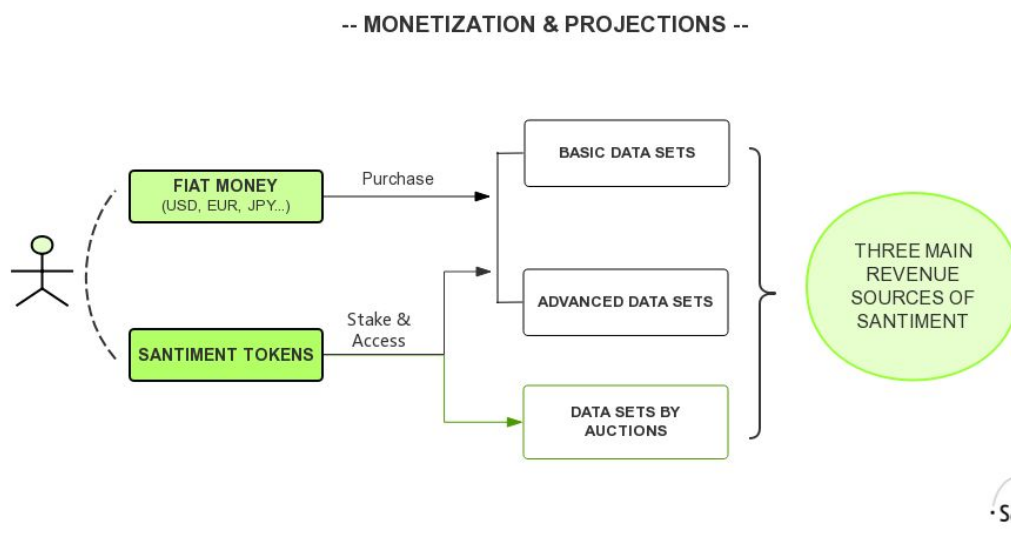 -- MONETIZATION & PROJECTIONS --
FIAT MONEY
(USD, EUR, JPY...)
Purchase
BASIC DATA SETS
ADVANCED DATA SETS
SANTIMENT TOKENS
Stake &
Access
DATA SETS BY
AUCTIONS
THREE MAIN
REVENUE
SOURCES OF
SANTIMENT